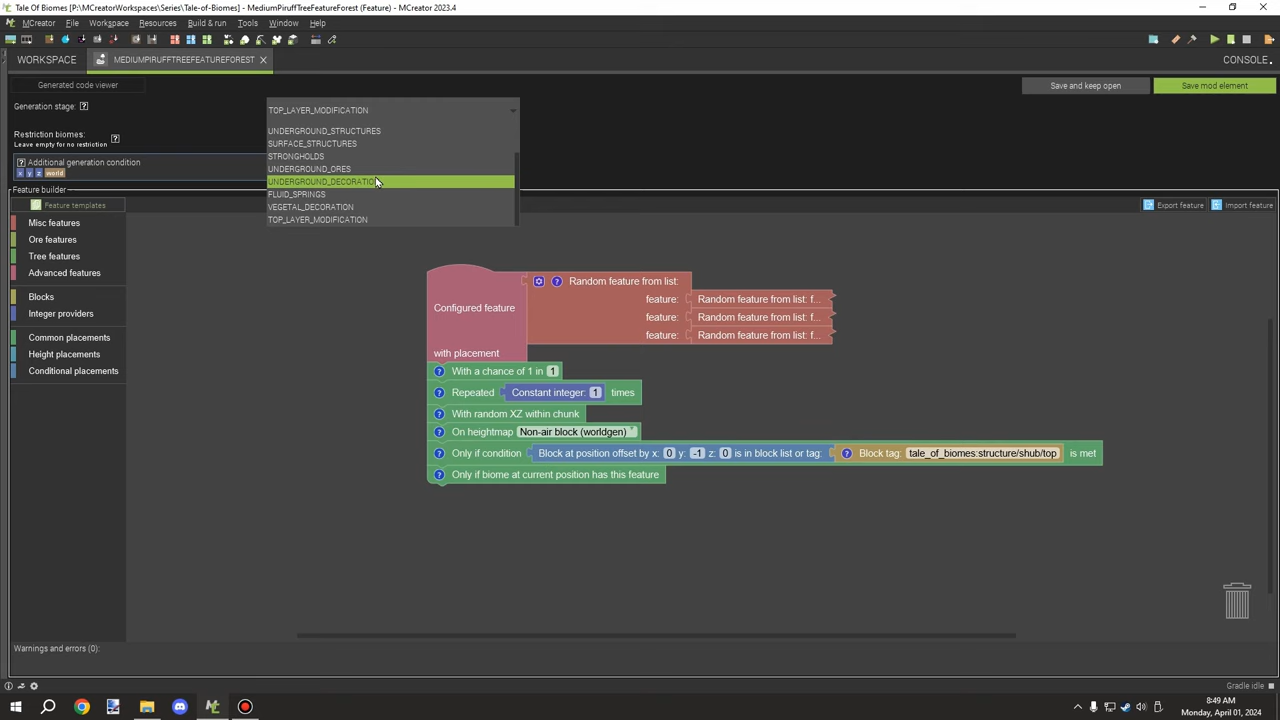 Tale Of Biomes [P:\MCreatorWorkspaces\Series\Tale-of-Biomes] - MediumPiruffTreeFeatureForest (Feature) - MCreator 2023.4
MCreator File Workspace Resources Build & run Tools Window Help
WORKSPACE MEDIUMPIRUFFTREEFEATUREFOREST CONSOLE
Generated code viewer Save and keep open Save mod element
Generation stage: ? TOP_LAYER_MODIFICATION
UNDERGROUND_STRUCTURES
Restriction biomes: ?
Leave empty for no restriction
SURFACE_STRUCTURES
STRONGHOLDS
? Additional generation condition
UNDERGROUND_ORES
x y z world
UNDERGROUND_DECORATION
Feature builder
FLUID_SPRINGS
VEGETAL_DECORATION
TOP_LAYER_MODIFICATION
Feature templates Export feature Import feature
Misc features
Ore features
Tree features
Advanced features
Blocks
Integer providers
Common placements
Height placements
Conditional placements
? Random feature from list:
Configured feature
feature: Random feature from list: f...
feature: Random feature from list: f...
feature: Random feature from list: f...
with placement
? With a chance of 1 in 1
? Repeated Constant integer: 1 times
? With random XZ within chunk
? On heightmap Non-air block (worldgen)
? Only if condition Block at position offset by x: 0 y: -1 z: 0 is in block list or tag: ? Block tag: tale_of_biomes:structure/shub/top is met
? Only if biome at current position has this feature
Warnings and errors (0):
Gradle idle
8:49 AM
Monday, April 01, 2024